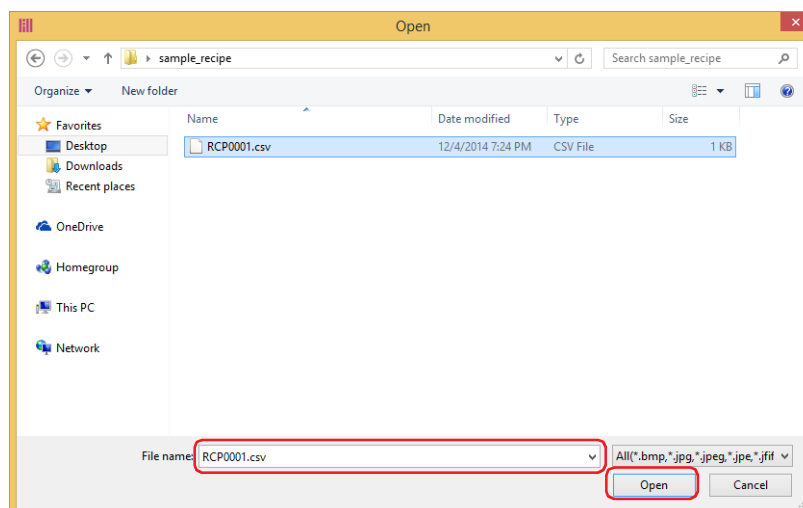 Open
sample_recipe
Search sample_recipe
Organize
New folder
Name
Date modified
Type
Size
RCP0001.csv
12/4/2014 7:24 PM
CSV File
1 KB
Favorites
Desktop
Downloads
Recent places
OneDrive
Homegroup
This PC
Network
File name:
RCP0001.csv
All(*.bmp,*.jpg,*.jpeg,*.jpe,*.jfif
Open
Cancel